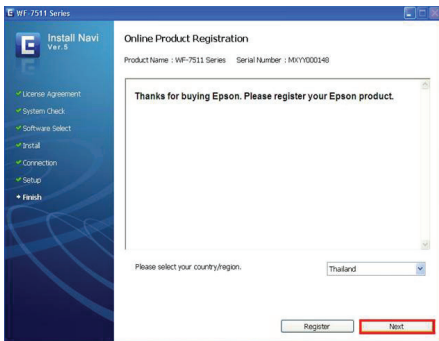 WF-7511 Series
Install Navi
Ver.5
License Agreement
System Check
Software Select
Install
Connection
Setup
Finish
Online Product Registration
Product Name : WF-7511 Series Serial Number : MXYY000148
Thanks for buying Epson. Please register your Epson product.
Please select your country/region.
Thailand
Register
Next